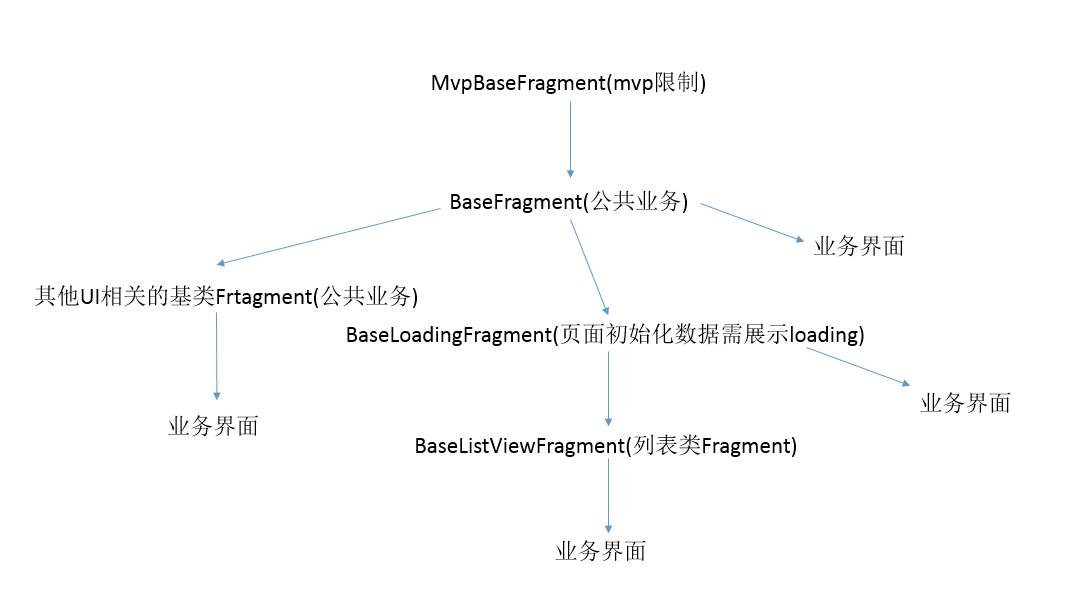 MvpBaseFragment(mvp限制)
BaseFragment(公共业务)
业务界面
其他UI相关的基类Frtagment(公共业务)
BaseLoadingFragment(页面初始化数据需展示loading)
业务界面
业务界面
BaseListViewFragment(列表类Fragment)
业务界面